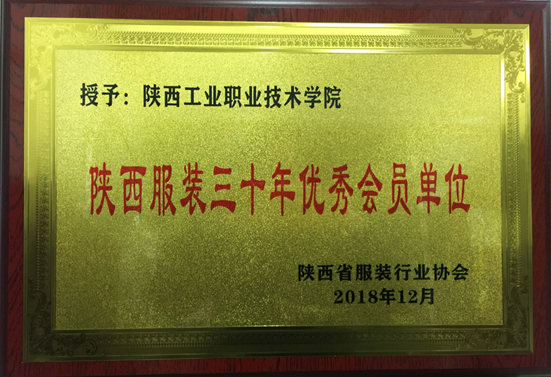 授予：陕西工业职业技术学院
陕西服装三十年优秀会员单位
陕西省服装行业协会
2018年12月